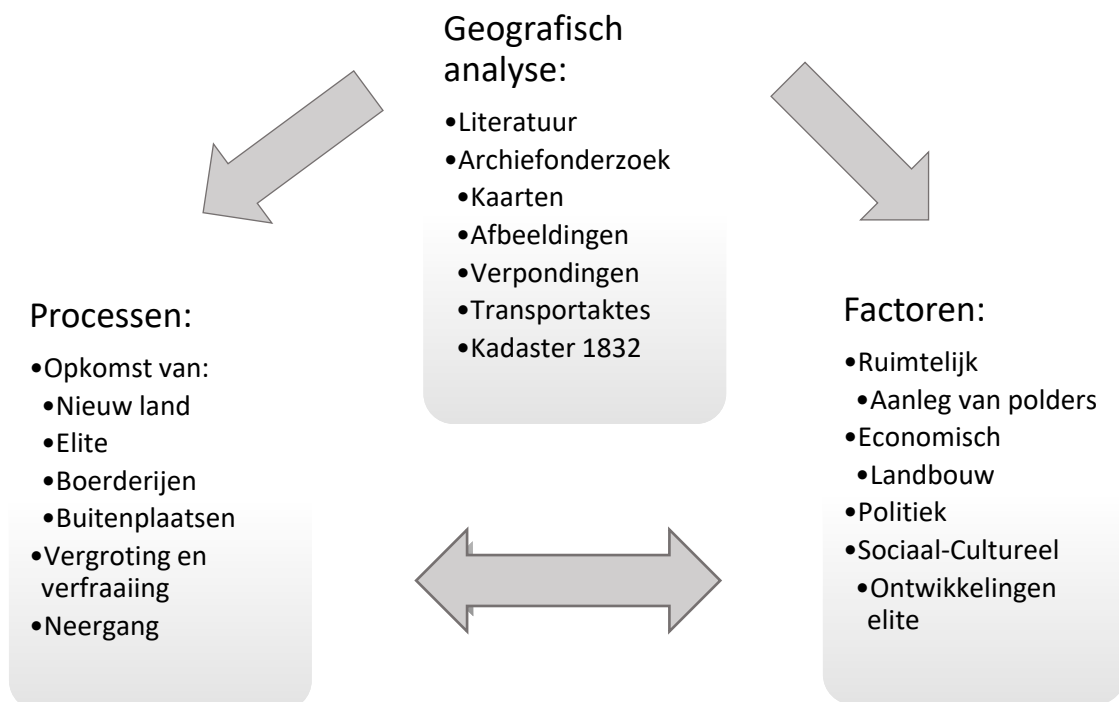 Geografisch
analyse:
•Literatuur
•Archiefonderzoek
•Kaarten
•Afbeeldingen
•Verpondingen
•Transportaktes
•Kadaster 1832
Processen:
•Opkomst van:
•Nieuw land
•Elite
•Boerderijen
•Buitenplaatsen
•Vergroting en
verfraaiing
•Neergang
Factoren:
•Ruimtelijk
•Aanleg van polders
•Economisch
•Landbouw
•Politiek
•Sociaal-Cultureel
•Ontwikkelingen
elite